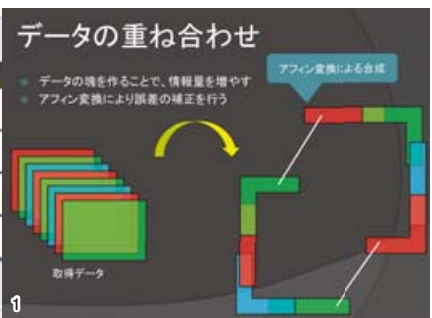 データの重ね合わせ
データの塊を作ることで、情報量を増やす
アフィン変換により誤差の補正を行う
アフィン変換による合成
取得データ
1